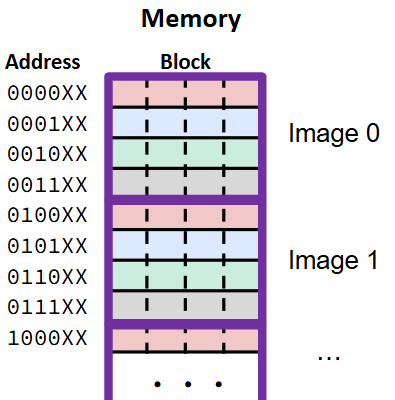 Memory
Address Block
0000XX
0001XX
Image 0
0010XX
0011XX
0100XX
0101XX
Image 1
0110XX
0111XX
1000XX
...
. . .